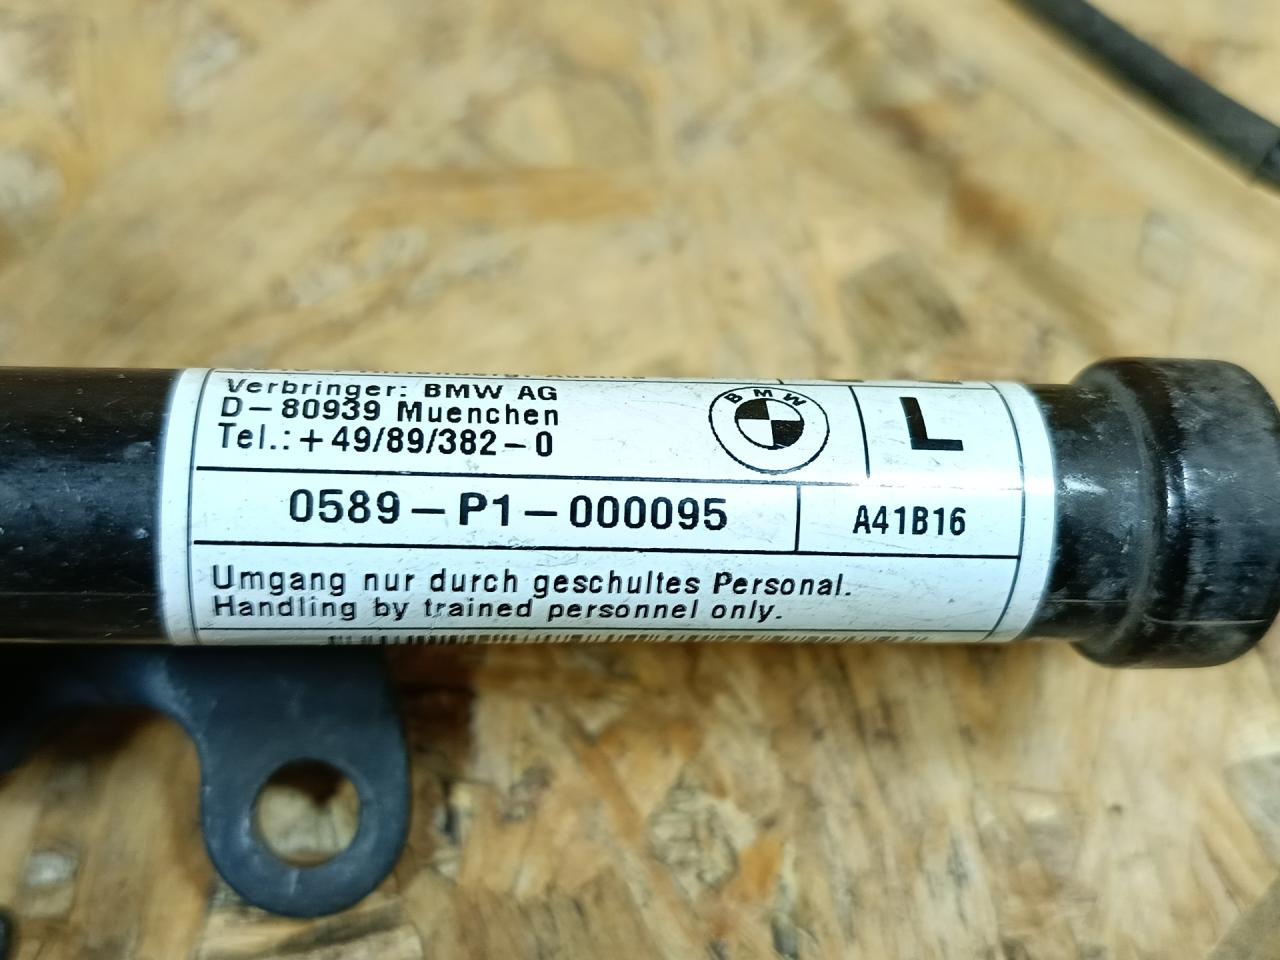 Verbringer: BMW AG
D-80939 Muenchen
Tel.: +49/89/382-0
BMW
L
0589-P1-000095
A41B16
Umgang nur durch geschultes Personal.
Handling by trained personnel only.